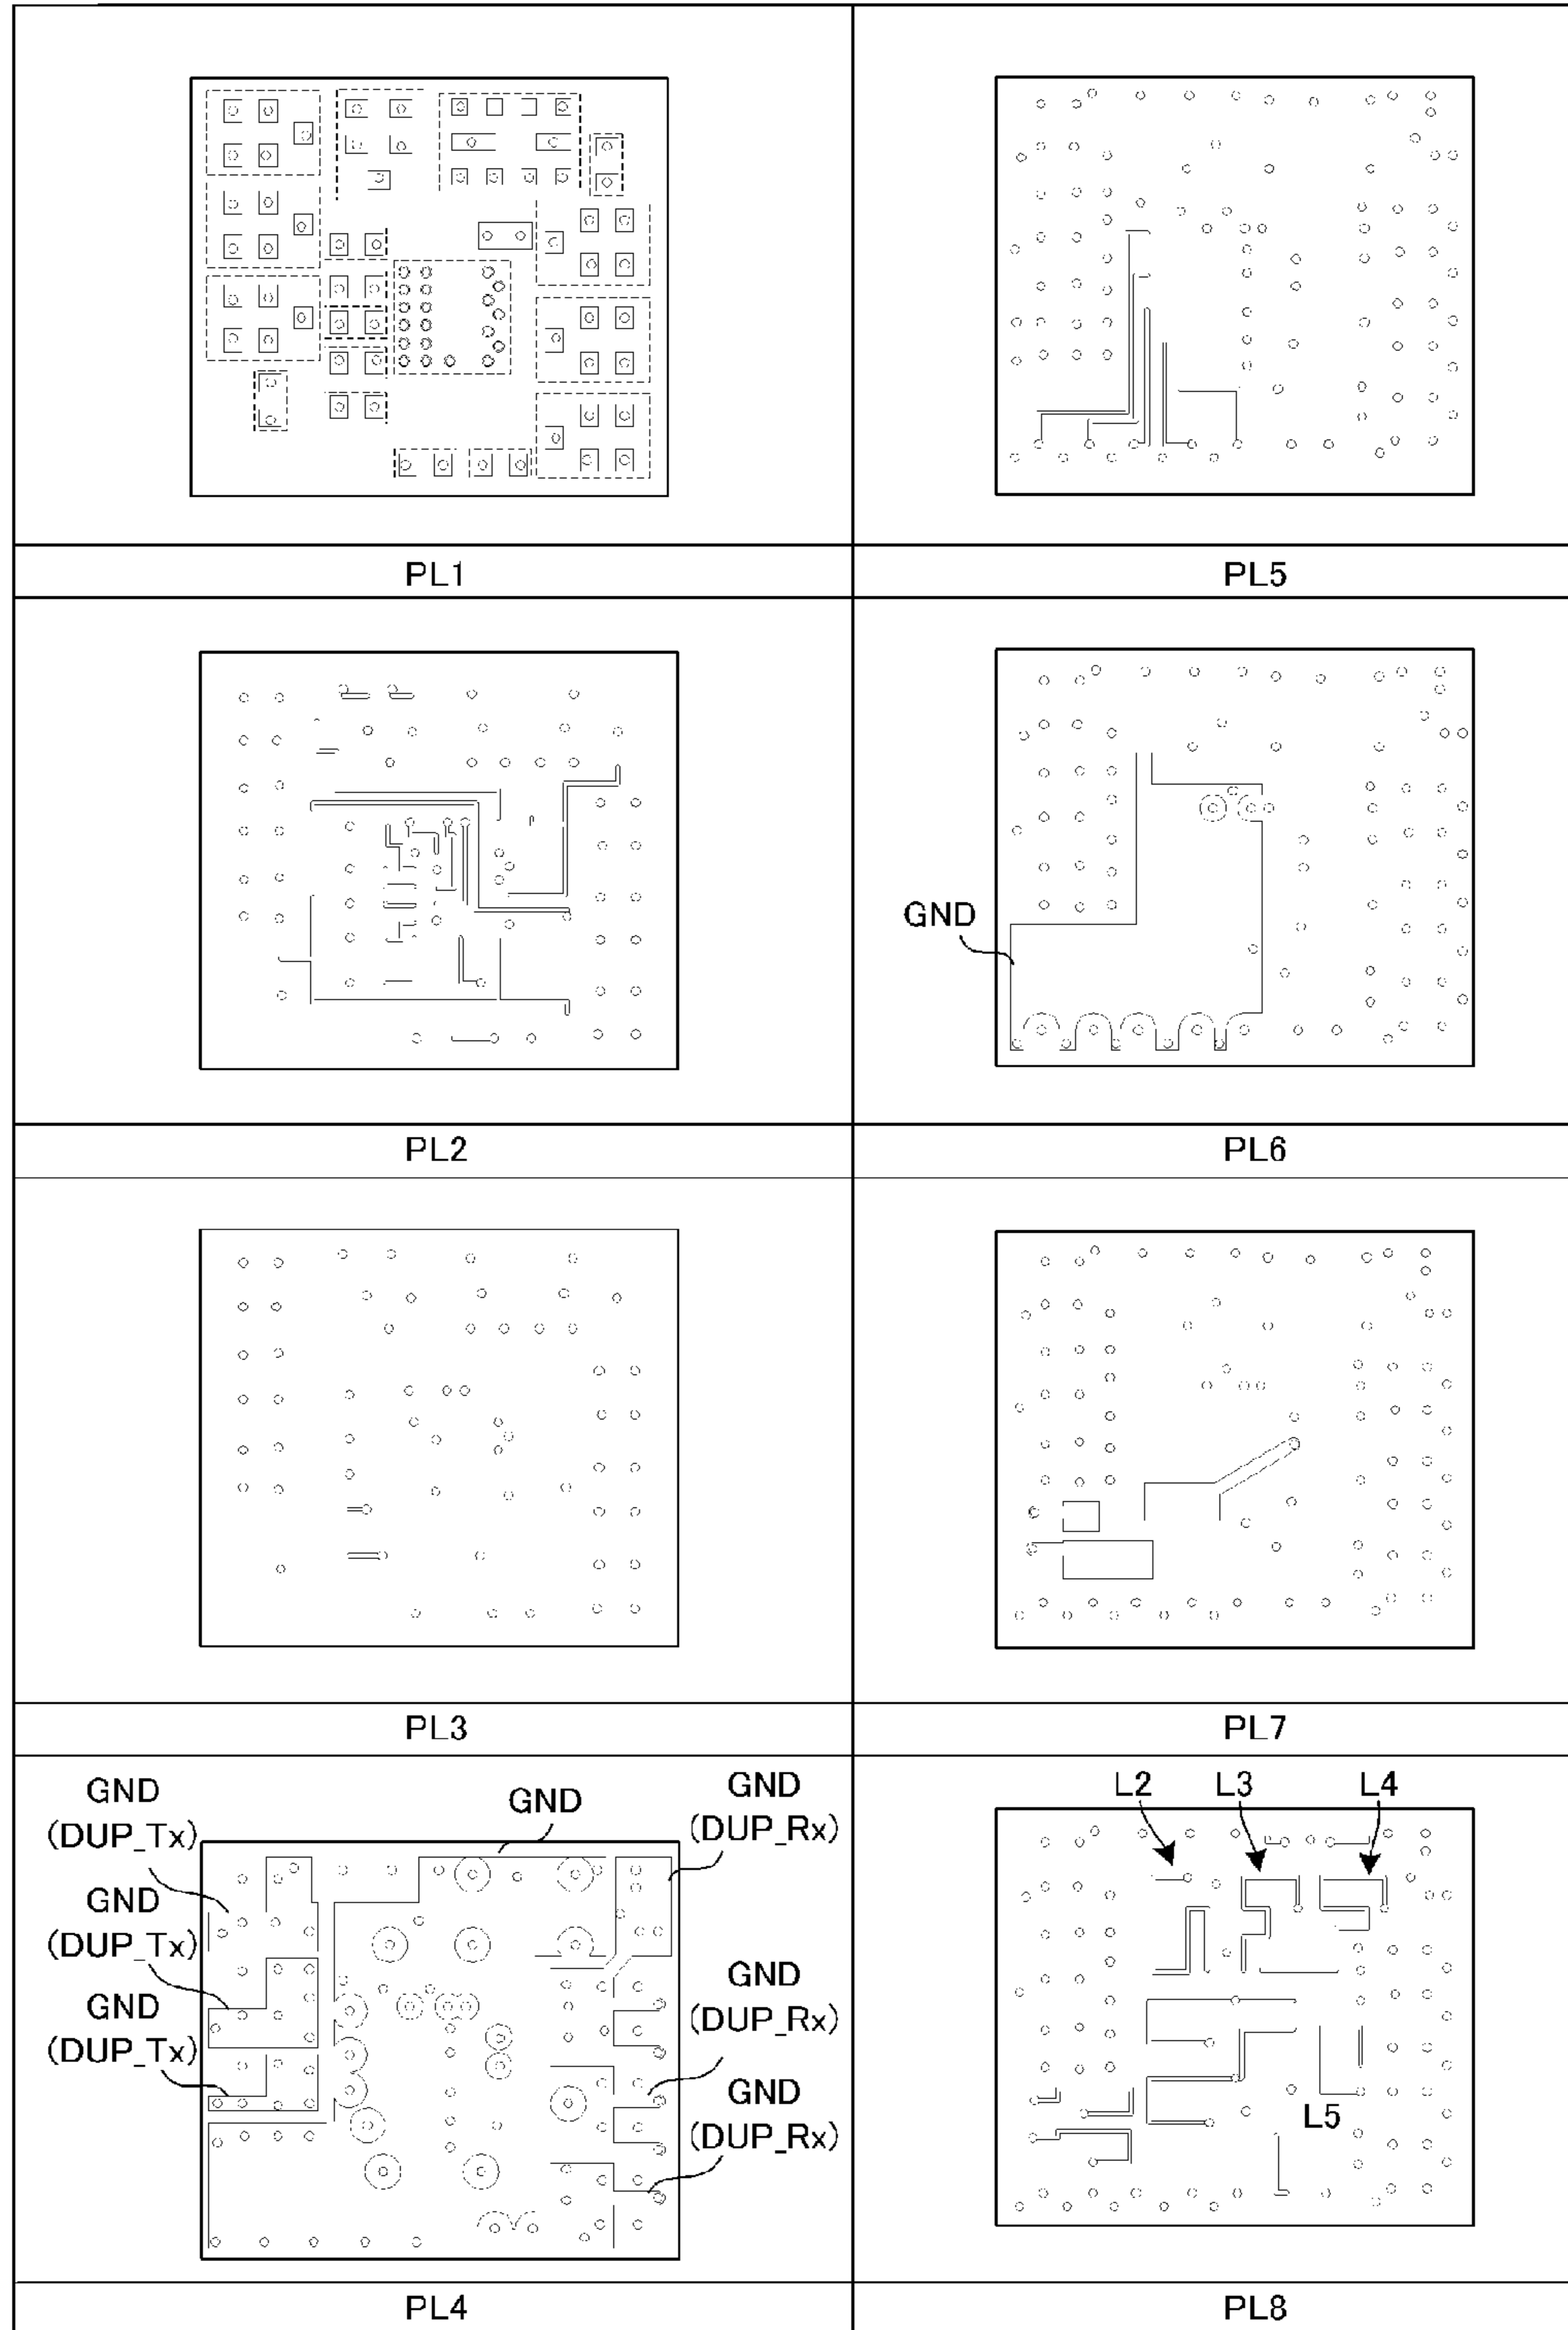 PL1
PL5
GND
PL2
PL6
PL3
PL7
GND
(DUP_Tx)
GND
(DUP_Tx)
GND
(DUP_Tx)
GND
GND
(DUP_Rx)
GND
(DUP_Rx)
GND
(DUP_Rx)
L2
L3
L4
L5
PL4
PL8